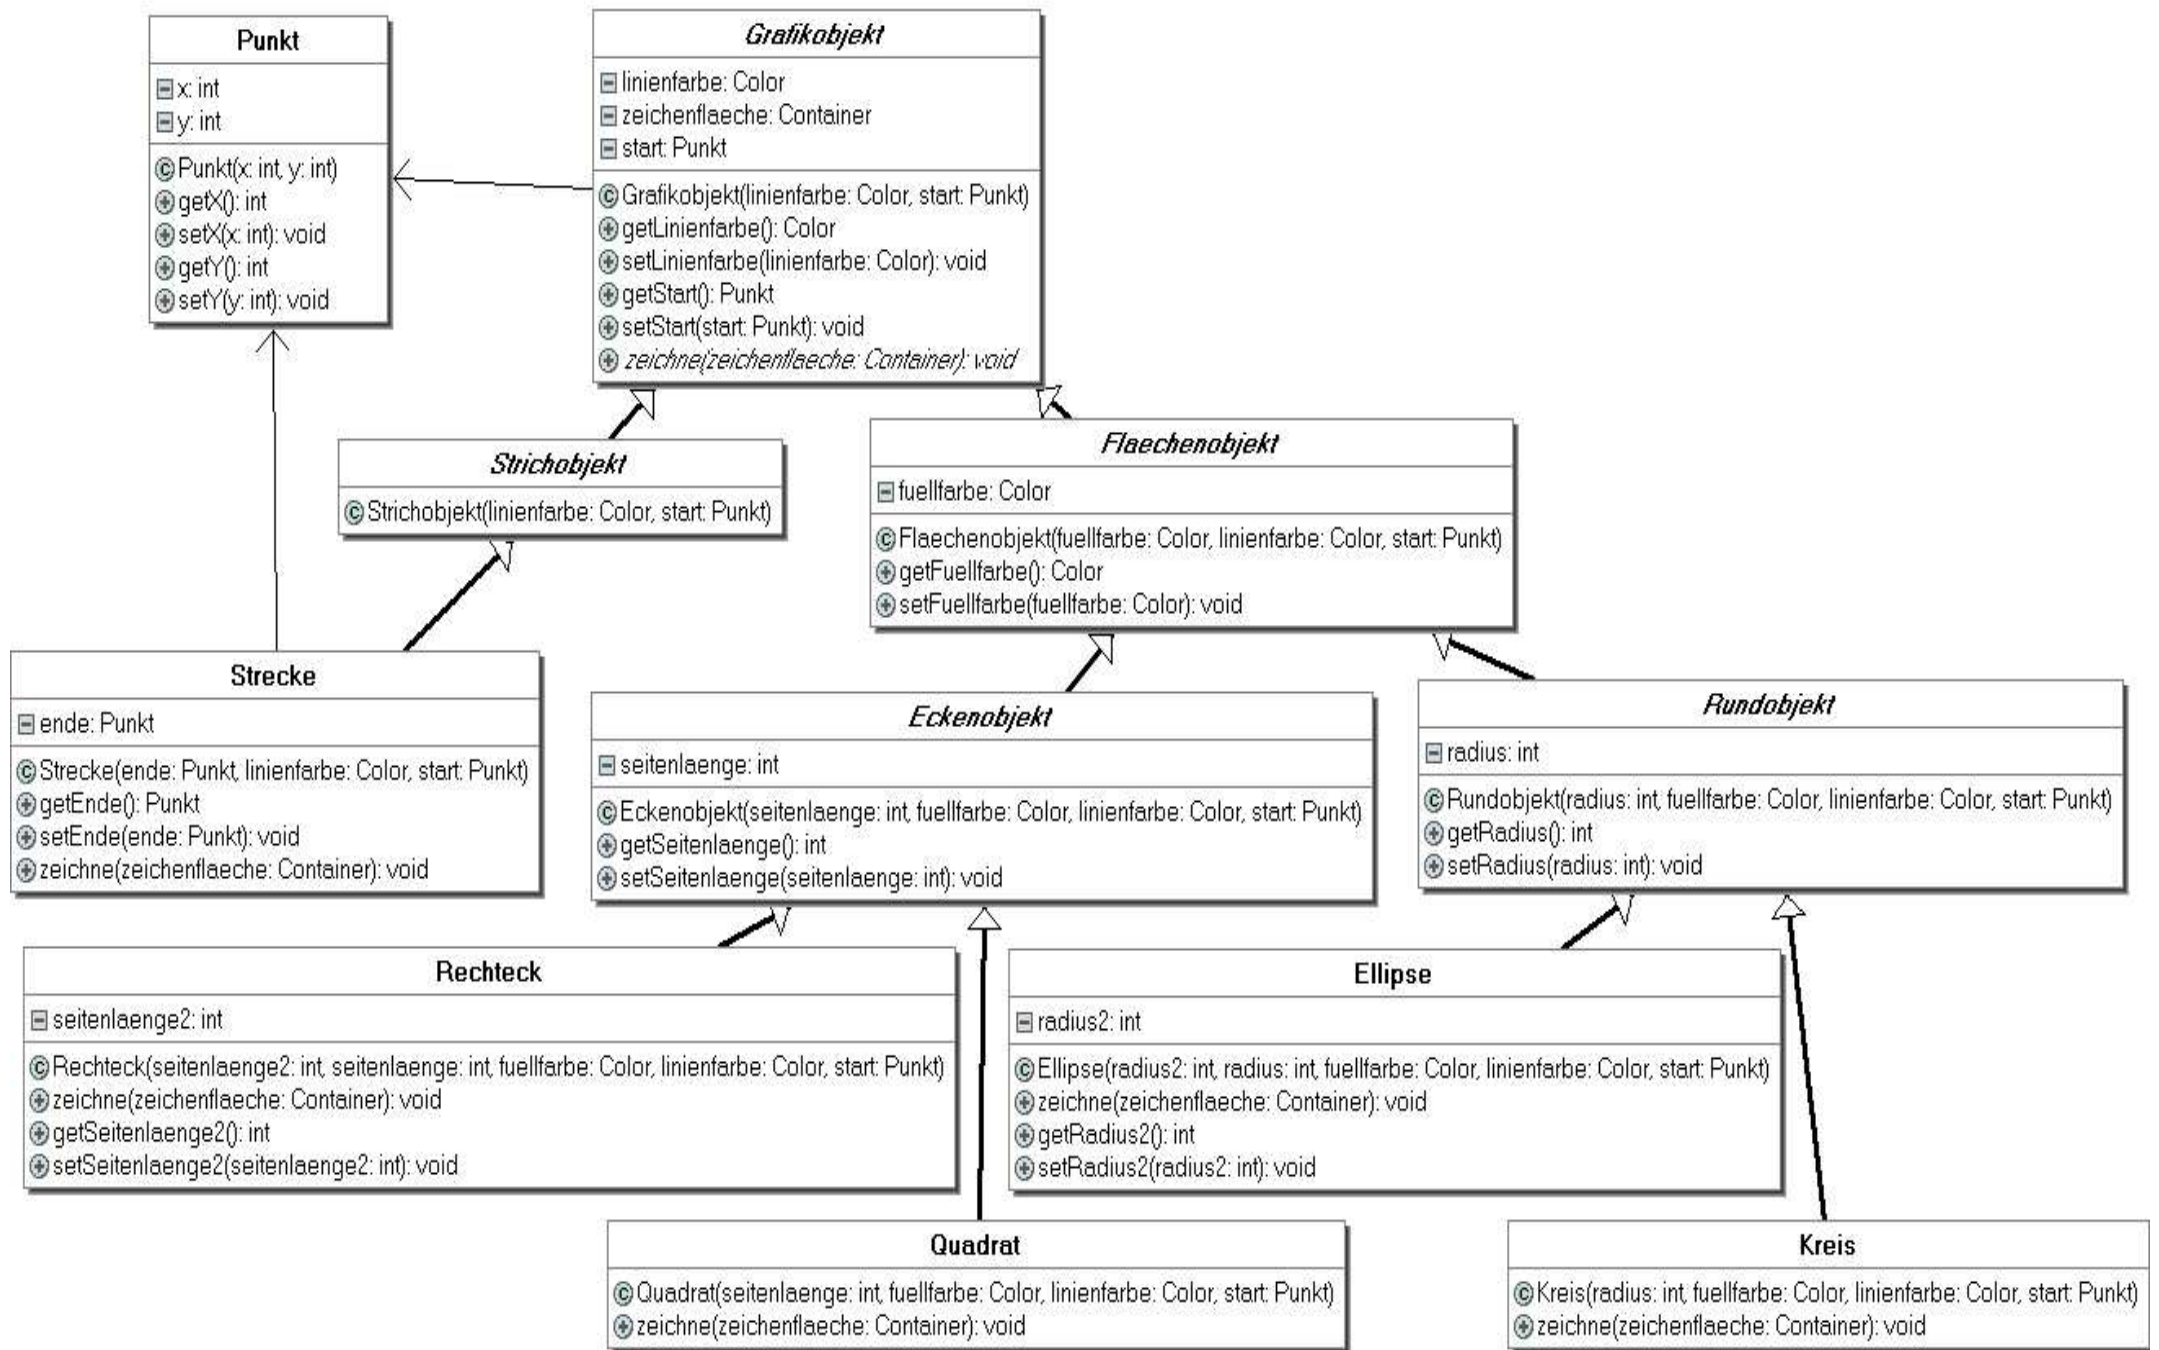 Punkt
x: int
y: int
Punkt(x: int, y: int)
getX(): int
setX(x: int): void
getY(): int
setY(y: int): void
Grafikobjekt
linienfarbe: Color
zeichenflaeche: Container
start: Punkt
Grafikobjekt(linienfarbe: Color, start: Punkt)
getLinienfarbe(): Color
setLinienfarbe(linienfarbe: Color): void
getStart(): Punkt
setStart(start: Punkt): void
zeichne(zeichenflaeche: Container): void
Strichobjekt
Strichobjekt(linienfarbe: Color, start: Punkt)
Flaechenobjekt
fuellfarbe: Color
Flaechenobjekt(fuellfarbe: Color, linienfarbe: Color, start: Punkt)
getFuellfarbe(): Color
setFuellfarbe(fuellfarbe: Color): void
Strecke
ende: Punkt
Strecke(ende: Punkt, linienfarbe: Color, start: Punkt)
getEnde(): Punkt
setEnde(ende: Punkt): void
zeichne(zeichenflaeche: Container): void
Eckenobjekt
seitenlaenge: int
Eckenobjekt(seitenlaenge: int, fuellfarbe: Color, linienfarbe: Color, start: Punkt)
getSeitenlaenge(): int
setSeitenlaenge(seitenlaenge: int): void
Rundobjekt
radius: int
Rundobjekt(radius: int, fuellfarbe: Color, linienfarbe: Color, start: Punkt)
getRadius(): int
setRadius(radius: int): void
Rechteck
seitenlaenge2: int
Rechteck(seitenlaenge2: int, seitenlaenge: int, fuellfarbe: Color, linienfarbe: Color, start: Punkt)
zeichne(zeichenflaeche: Container): void
getSeitenlaenge2(): int
setSeitenlaenge2(seitenlaenge2: int): void
Ellipse
radius2: int
Ellipse(radius2: int, radius: int, fuellfarbe: Color, linienfarbe: Color, start: Punkt)
zeichne(zeichenflaeche: Container): void
getRadius2(): int
setRadius2(radius2: int): void
Quadrat
Quadrat(seitenlaenge: int, fuellfarbe: Color, linienfarbe: Color, start: Punkt)
zeichne(zeichenflaeche: Container): void
Kreis
Kreis(radius: int, fuellfarbe: Color, linienfarbe: Color, start: Punkt)
zeichne(zeichenflaeche: Container): void